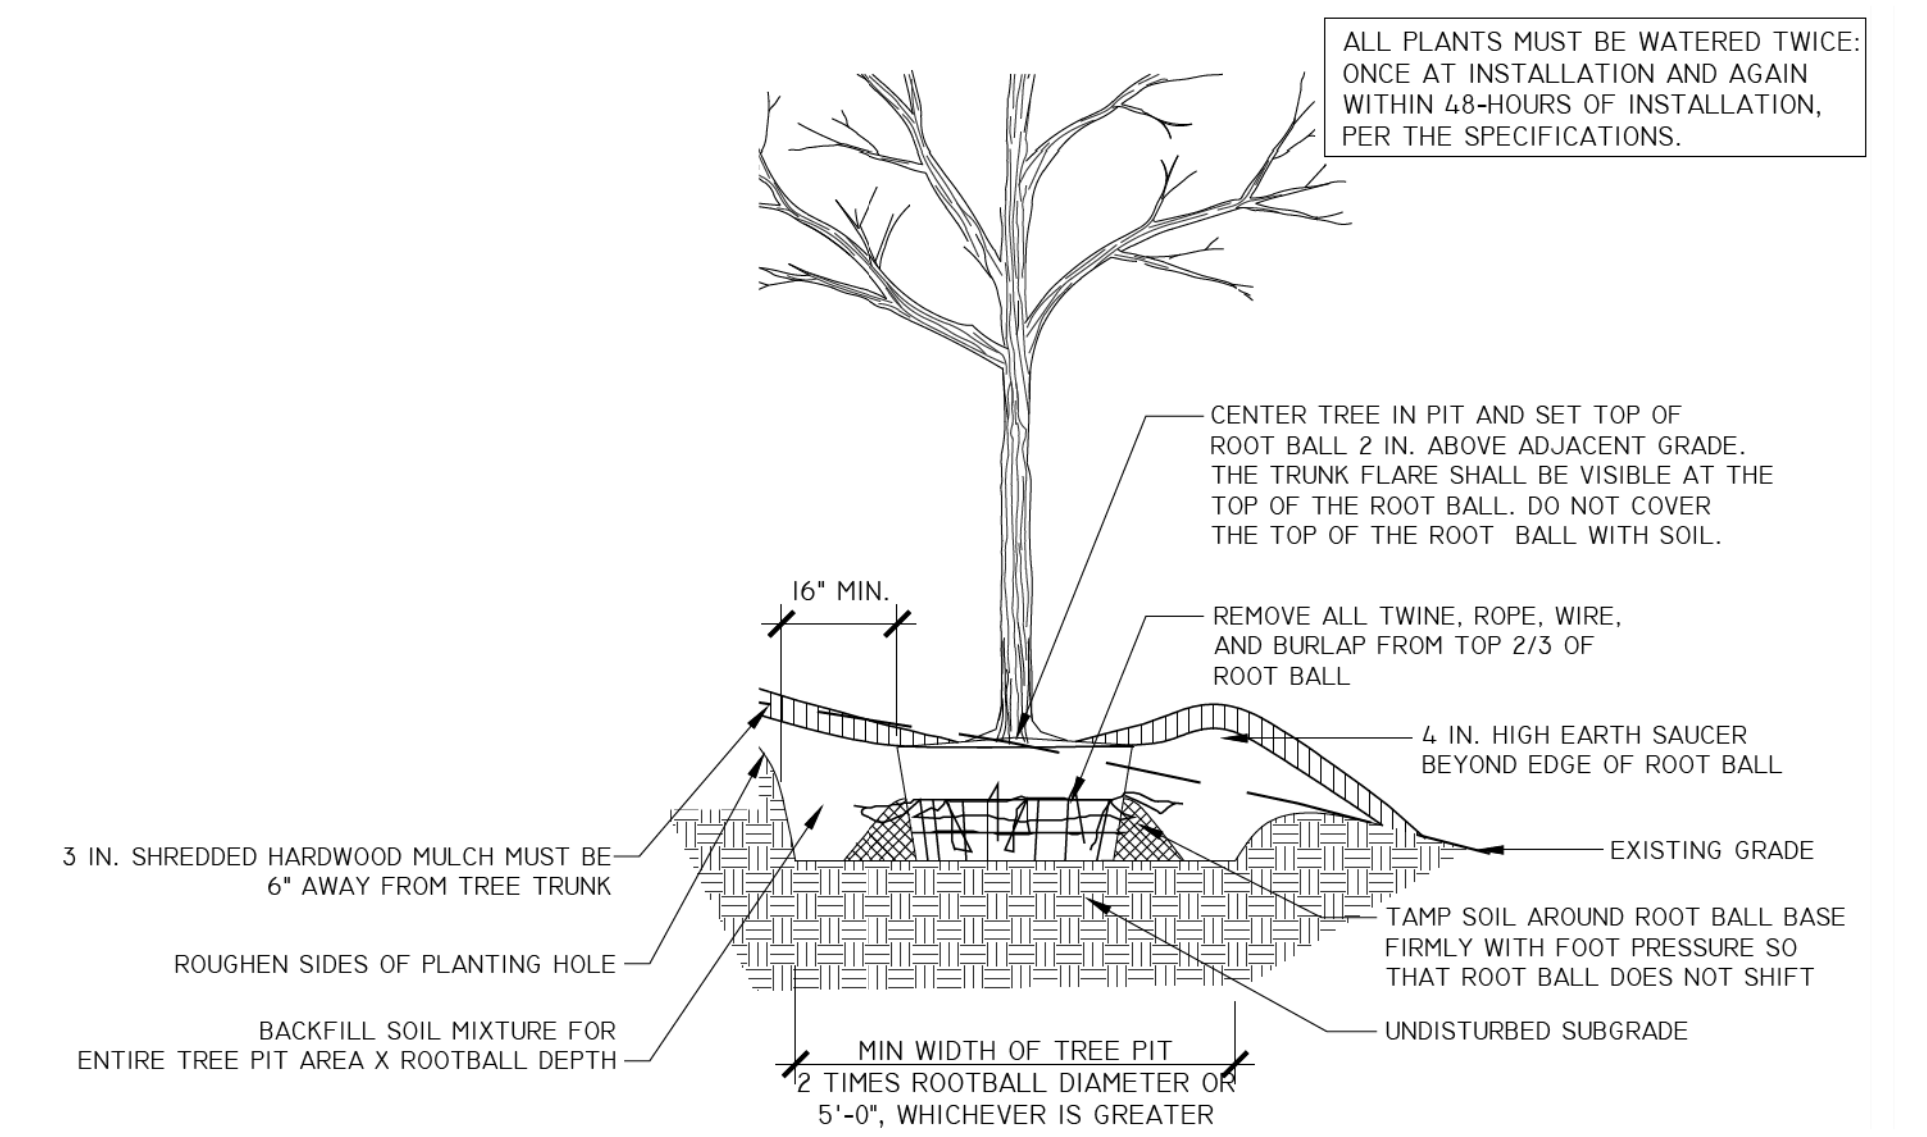 ALL PLANTS MUST BE WATERED TWICE:
ONCE AT INSTALLATION AND AGAIN
WITHIN 48-HOURS OF INSTALLATION,
PER THE SPECIFICATIONS.
CENTER TREE IN PIT AND SET TOP OF
ROOT BALL 2 IN. ABOVE ADJACENT GRADE.
THE TRUNK FLARE SHALL BE VISIBLE AT THE
TOP OF THE ROOT BALL. DO NOT COVER
THE TOP OF THE ROOT BALL WITH SOIL.
16" MIN.
REMOVE ALL TWINE, ROPE, WIRE,
AND BURLAP FROM TOP 2/3 OF
ROOT BALL
4 IN. HIGH EARTH SAUCER
BEYOND EDGE OF ROOT BALL
3 IN. SHREDDED HARDWOOD MULCH MUST BE
6" AWAY FROM TREE TRUNK
EXISTING GRADE
TAMP SOIL AROUND ROOT BALL BASE
FIRMLY WITH FOOT PRESSURE SO
THAT ROOT BALL DOES NOT SHIFT
ROUGHEN SIDES OF PLANTING HOLE
BACKFILL SOIL MIXTURE FOR
ENTIRE TREE PIT AREA X ROOTBALL DEPTH
UNDISTURBED SUBGRADE
MIN WIDTH OF TREE PIT
2 TIMES ROOTBALL DIAMETER OR
5'-0", WHICHEVER IS GREATER